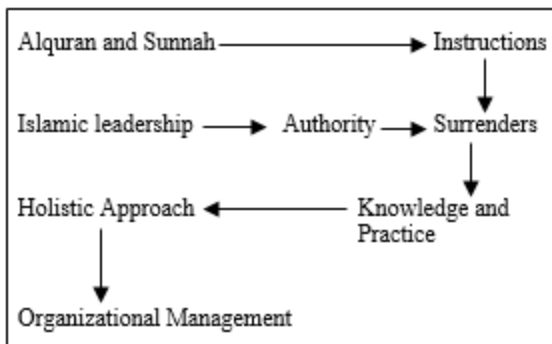 Alquran and Sunnah Instructions
Islamic leadership Authority Surrenders
Holistic Approach Knowledge and
Practice
Organizational Management